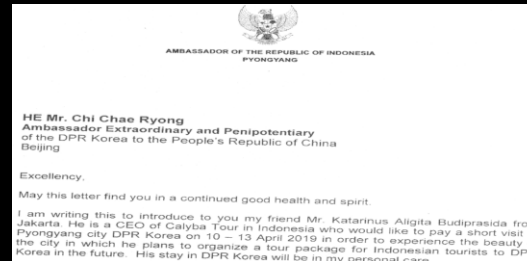 AMBASSADOR OF THE REPUBLIC OF INDONESIA
PYONGYANG
HE Mr. Chi Chae Ryong
Ambassador Extraordinary and Penipotentiary
of the DPR Korea to the People's Republic of China
Beijing
Excellency,
May this letter find you in a continued good health and spirit.
I am writing this to introduce to you my friend Mr. Katarinus Aligita Budiprasida fro
Jakarta. He is a CEO of Calyba Tour in Indonesia who would like to pay a short visit
Pyongyang city DPR Korea on 10 – 13 April 2019 in order to experience the beauty
the city in which he plans to organize a tour package for Indonesian tourists to DP
Korea in the future. His stay in DPR Korea will be in my personal care.